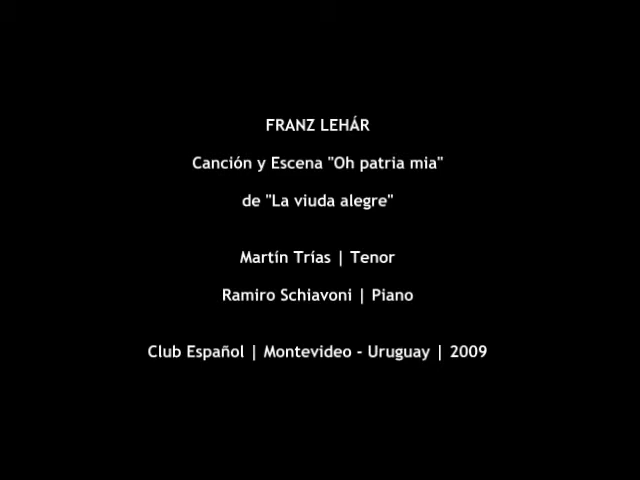 FRANZ LEHÁR
Canción y Escena "Oh patria mia"
de "La viuda alegre"
Martín Trías | Tenor
Ramiro Schiavoni | Piano
Club Español | Montevideo - Uruguay | 2009